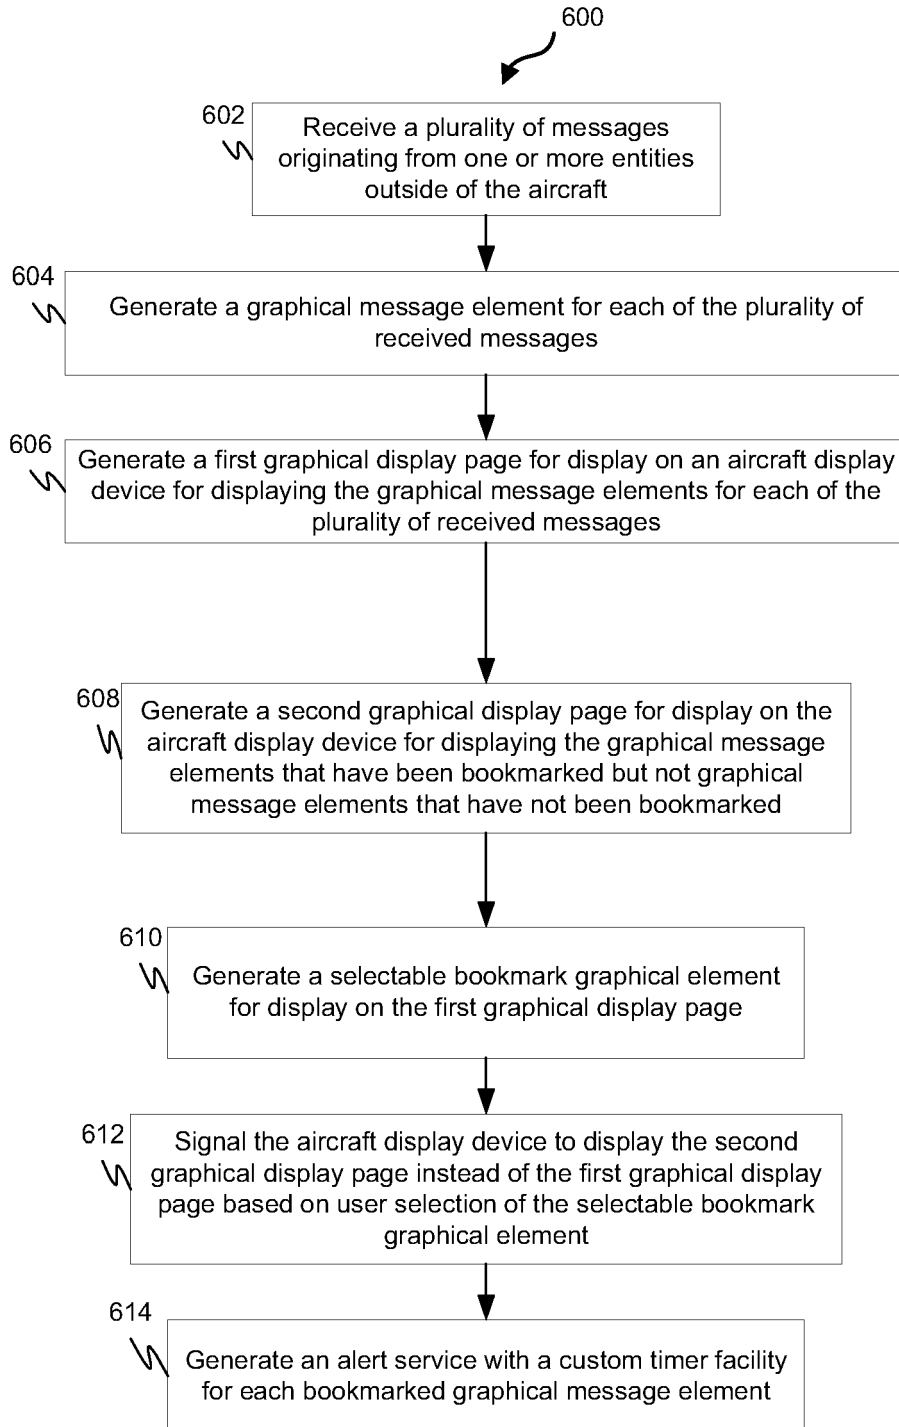 600
602
Receive a plurality of messages
originating from one or more entities
outside of the aircraft
604
Generate a graphical message element for each of the plurality of
received messages
606
Generate a first graphical display page for display on an aircraft display
device for displaying the graphical message elements for each of the
plurality of received messages
608
Generate a second graphical display page for display on the
aircraft display device for displaying the graphical message
elements that have been bookmarked but not graphical
message elements that have not been bookmarked
610
Generate a selectable bookmark graphical element
for display on the first graphical display page
612
Signal the aircraft display device to display the second
graphical display page instead of the first graphical display
page based on user selection of the selectable bookmark
graphical element
614
Generate an alert service with a custom timer facility
for each bookmarked graphical message element